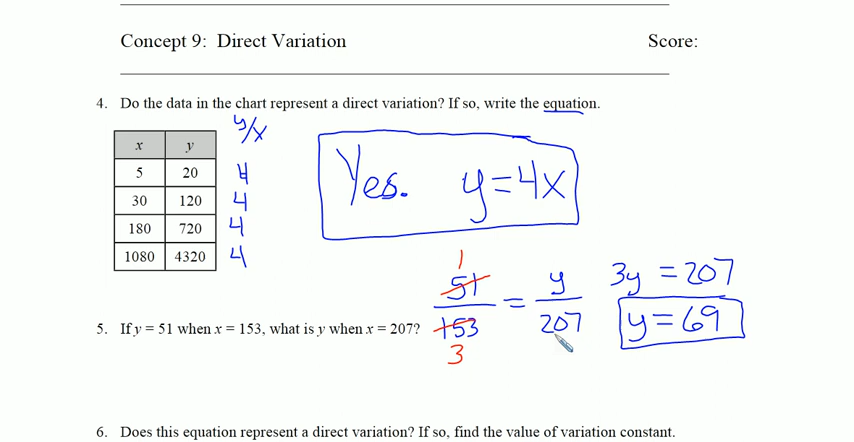 Concept 9: Direct Variation Score:
4. Do the data in the chart represent a direct variation? If so, write the equation.
y/x
x y
5 20 4
30 120 4
180 720 4
1080 4320 4
Yes. y=4x
1
51/153 = y/207
3
3y = 207
y=69
5. If y = 51 when x = 153, what is y when x = 207?
6. Does this equation represent a direct variation? If so, find the value of variation constant.